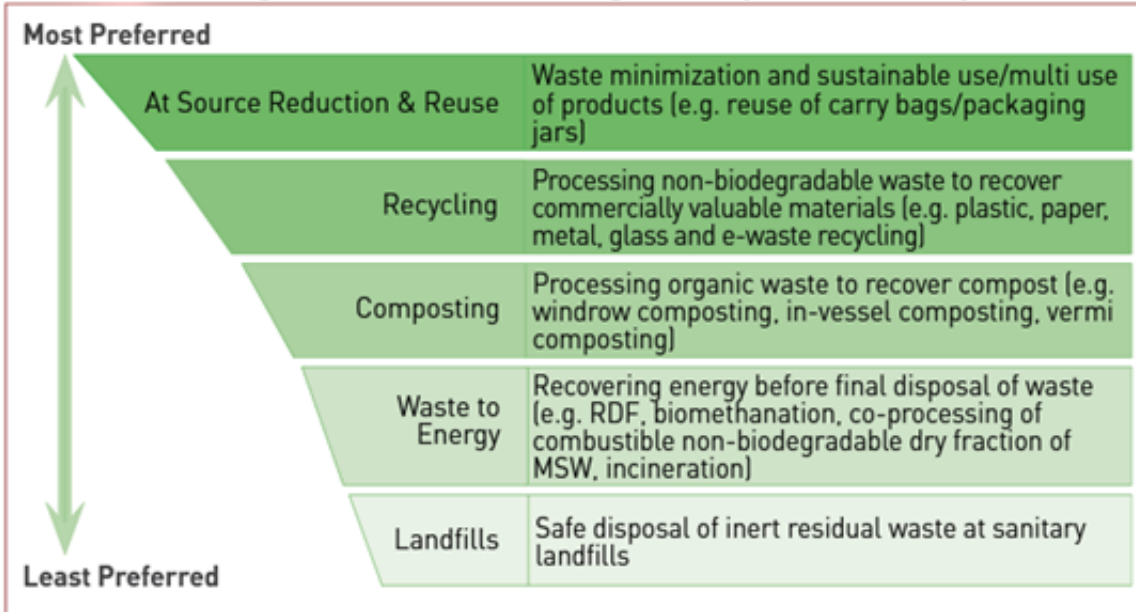 Most Preferred
At Source Reduction & Reuse
Waste minimization and sustainable use/multi use
of products (e.g. reuse of carry bags/packaging
jars)
Recycling
Processing non-biodegradable waste to recover
commercially valuable materials (e.g. plastic, paper,
metal, glass and e-waste recycling)
Composting
Processing organic waste to recover compost (e.g.
windrow composting, in-vessel composting, vermi
composting)
Waste to
Energy
Recovering energy before final disposal of waste
(e.g. RDF, biomethanation, co-processing of
combustible non-biodegradable dry fraction of
MSW, incineration)
Landfills
Safe disposal of inert residual waste at sanitary
landfills
Least Preferred